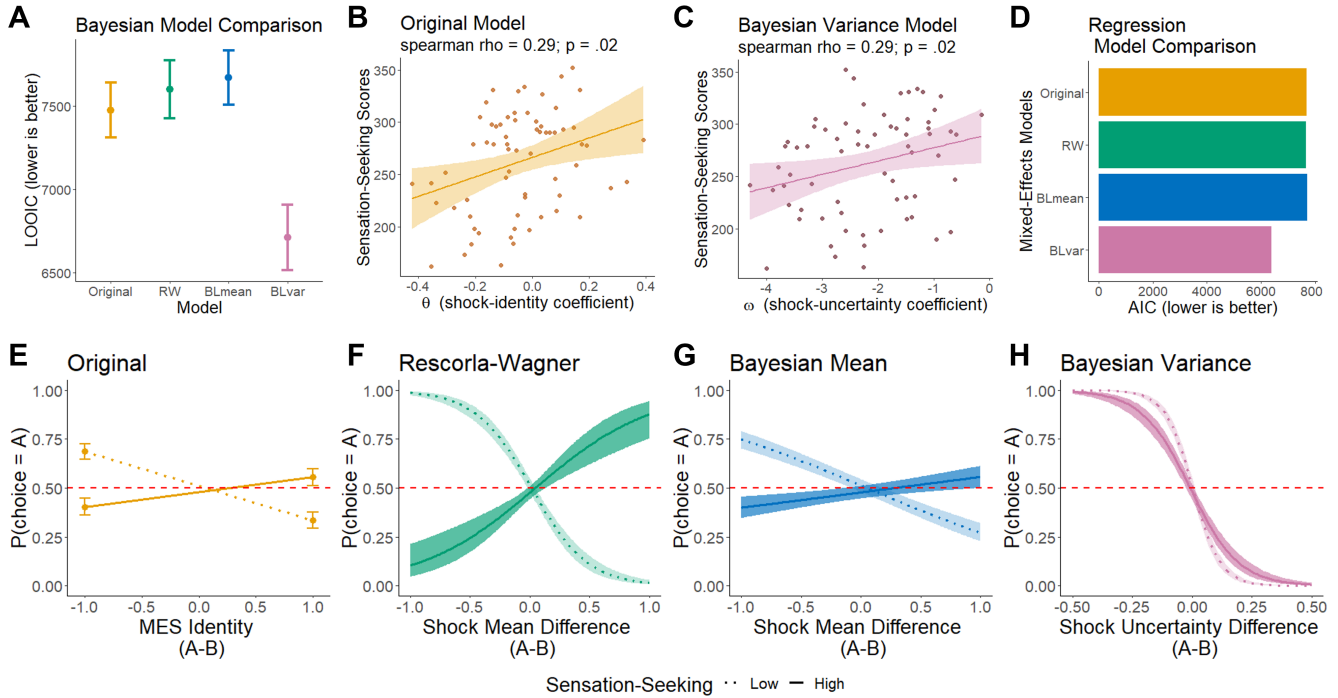 A
Bayesian Model Comparison
LOOIC (lower is better)
7500
7000
6500
Original RW BLmean BLvar
Model
B
Original Model
spearman rho = 0.29; p = .02
Sensation-Seeking Scores
350
300
250
200
-0.4 -0.2 0.0 0.2 0.4
θ (shock-identity coefficient)
C
Bayesian Variance Model
spearman rho = 0.29; p = .02
Sensation-Seeking Scores
350
300
250
200
-4 -3 -2 -1 0
ω (shock-uncertainty coefficient)
D
Regression
Model Comparison
Mixed-Effects Models
Original
RW
BLmean
BLvar
0 2000 4000 6000 800
AIC (lower is better)
E
Original
P(choice = A)
1.00
0.75
0.50
0.25
0.00
-1.0 -0.5 0.0 0.5 1.0
MES Identity
(A-B)
F
Rescorla-Wagner
P(choice = A)
1.00
0.75
0.50
0.25
0.00
-1.0 -0.5 0.0 0.5 1.0
Shock Mean Difference
(A-B)
G
Bayesian Mean
P(choice = A)
1.00
0.75
0.50
0.25
0.00
-1.0 -0.5 0.0 0.5 1.0
Shock Mean Difference
(A-B)
H
Bayesian Variance
P(choice = A)
1.00
0.75
0.50
0.25
0.00
-0.50 -0.25 0.00 0.25 0.50
Shock Uncertainty Difference
(A-B)
Sensation-Seeking Low High